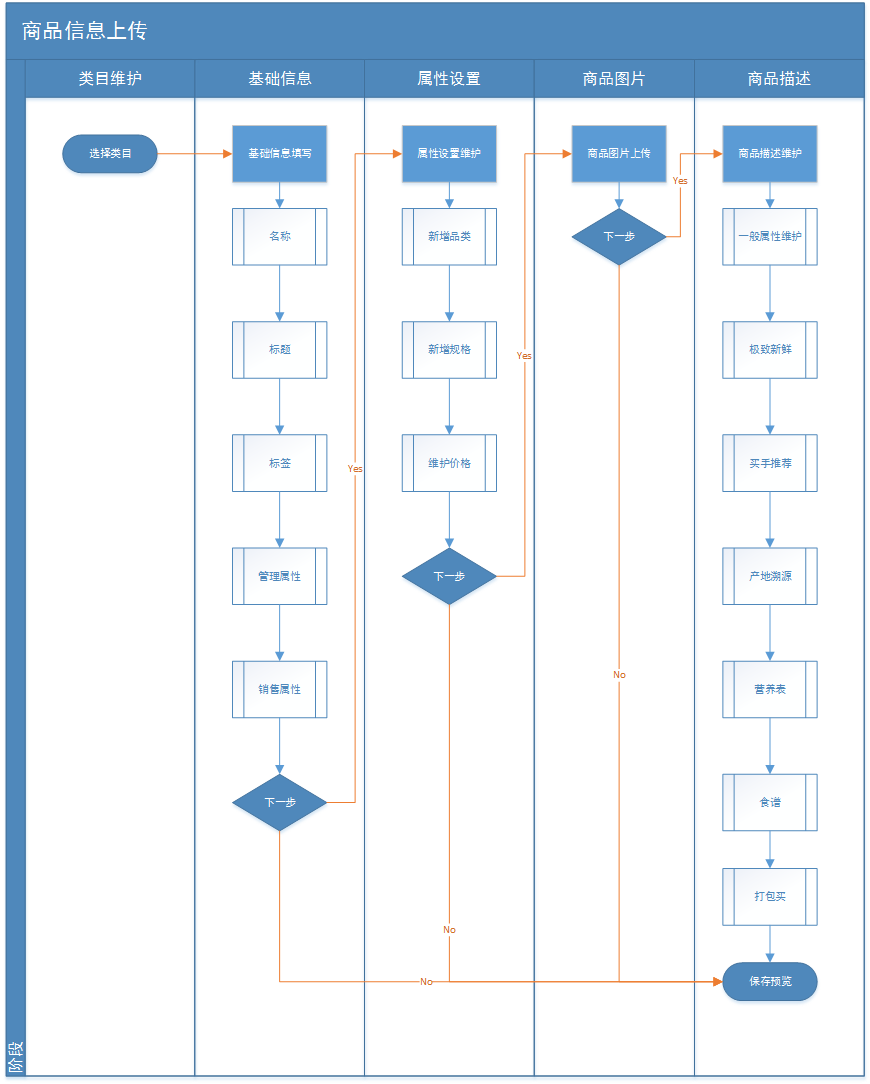 商品信息上传
类目维护
基础信息
属性设置
商品图片
商品描述
选择类目
基础信息填写
名称
标题
标签
管理属性
销售属性
下一步
Yes
No
属性设置维护
新增品类
新增规格
维护价格
下一步
Yes
No
商品图片上传
下一步
Yes
No
商品描述维护
一般属性维护
极致新鲜
买手推荐
产地溯源
营养表
食谱
打包买
保存预览
阶段